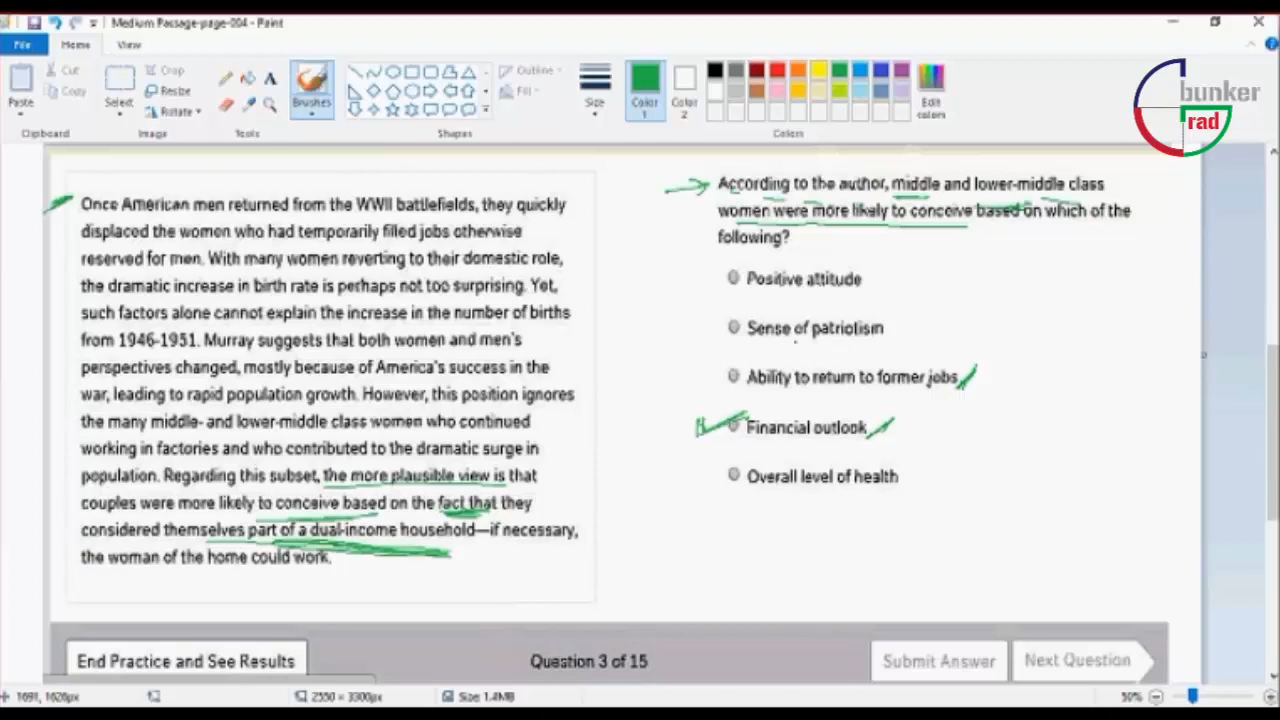 Medium Passage-page-004 - Paint
File Home View
Paste
Cut
Copy
Clipboard
Select
Crop
Resize
Rotate
Image
A
Tools
Brushes
Outline
Fill
Shapes
Size
Color 1
Color 2
Edit colors
Colors
bunker
rad
Once American men returned from the WWII battlefields, they quickly
displaced the women who had temporarily filled jobs otherwise
reserved for men. With many women reverting to their domestic role,
the dramatic increase in birth rate is perhaps not too surprising. Yet,
such factors alone cannot explain the increase in the number of births
from 1946-1951. Murray suggests that both women and men's
perspectives changed, mostly because of America's success in the
war, leading to rapid population growth. However, this position ignores
the many middle- and lower-middle class women who continued
working in factories and who contributed to the dramatic surge in
population. Regarding this subset, the more plausible view is that
couples were more likely to conceive based on the fact that they
considered themselves part of a dual-income household—if necessary,
the woman of the home could work.
According to the author, middle and lower-middle class
women were more likely to conceive based on which of the
following?
Positive attitude
Sense of patriotism
Ability to return to former jobs
Financial outlook
Overall level of health
End Practice and See Results
Question 3 of 15
Submit Answer
Next Question
1691, 1626px
2550 × 3300px
Size: 1.4MB
50%